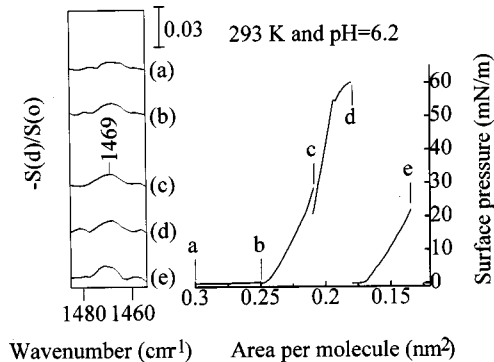 0.03
293 K and pH=6.2
-S(d)/S(o)
1469
(a)
(b)
(c)
(d)
(e)
1480 1460
Wavenumber (cm-1)
a
b
c
d
e
60
50
40
30
20
10
0
Surface pressure (mN/m)
0.3 0.25 0.2 0.15
Area per molecule (nm2)